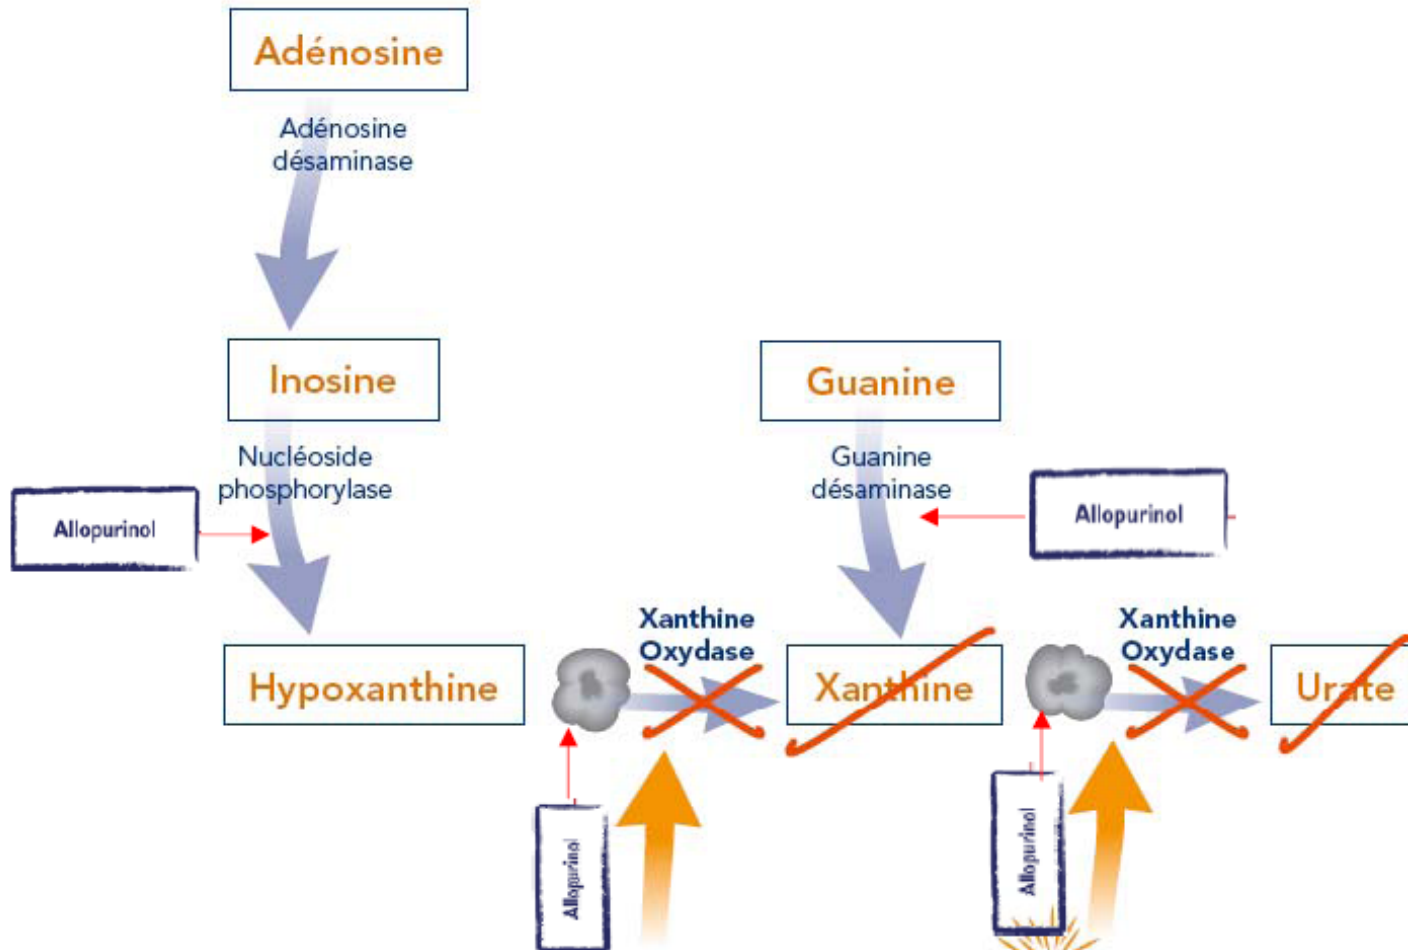 Adénosine
Adénosine
désaminase
Inosine
Guanine
Nucléoside
phosphorylase
Guanine
désaminase
Allopurinol
Allopurinol
Xanthine
Oxydase
Xanthine
Oxydase
Hypoxanthine
Xanthine
Urate
Allopurinol
Allopurinol